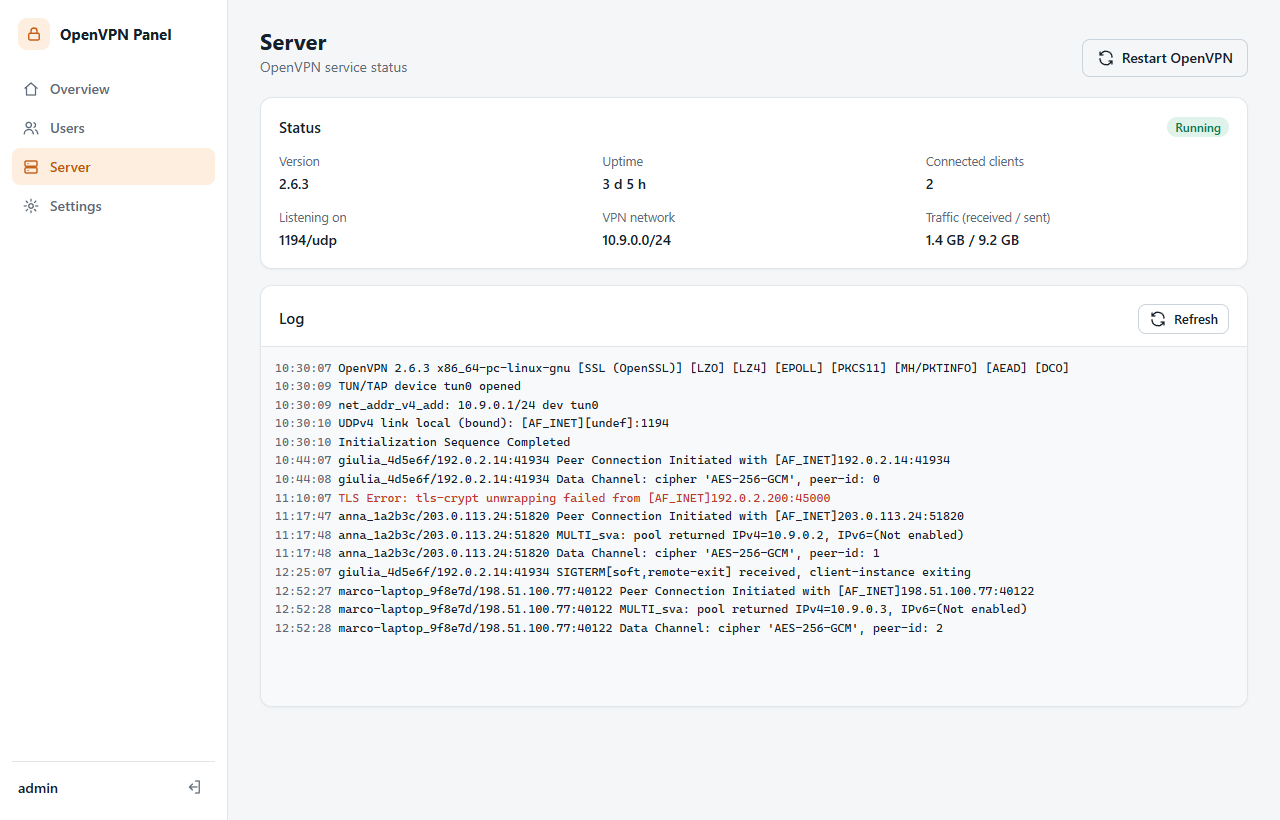 OpenVPN Panel
Overview
Users
Server
Settings
admin
Server
OpenVPN service status
Restart OpenVPN
Status
Running
Version
Uptime
Connected clients
2.6.3
3 d 5 h
2
Listening on
VPN network
Traffic (received / sent)
1194/udp
10.9.0.0/24
1.4 GB / 9.2 GB
Log
Refresh
10:30:07 OpenVPN 2.6.3 x86_64-pc-linux-gnu [SSL (OpenSSL)] [LZO] [LZ4] [EPOLL] [PKCS11] [MH/PKTINFO] [AEAD] [DCO]
10:30:09 TUN/TAP device tun0 opened
10:30:09 net_addr_v4_add: 10.9.0.1/24 dev tun0
10:30:10 UDPv4 link local (bound): [AF_INET][undef]:1194
10:30:10 Initialization Sequence Completed
10:44:07 giulia_4d5e6f/192.0.2.14:41934 Peer Connection Initiated with [AF_INET]192.0.2.14:41934
10:44:08 giulia_4d5e6f/192.0.2.14:41934 Data Channel: cipher 'AES-256-GCM', peer-id: 0
11:10:07 TLS Error: tls-crypt unwrapping failed from [AF_INET]192.0.2.200:45000
11:17:47 anna_1a2b3c/203.0.113.24:51820 Peer Connection Initiated with [AF_INET]203.0.113.24:51820
11:17:48 anna_1a2b3c/203.0.113.24:51820 MULTI_sva: pool returned IPv4=10.9.0.2, IPv6=(Not enabled)
11:17:48 anna_1a2b3c/203.0.113.24:51820 Data Channel: cipher 'AES-256-GCM', peer-id: 1
12:25:07 giulia_4d5e6f/192.0.2.14:41934 SIGTERM[soft,remote-exit] received, client-instance exiting
12:52:27 marco-laptop_9f8e7d/198.51.100.77:40122 Peer Connection Initiated with [AF_INET]198.51.100.77:40122
12:52:28 marco-laptop_9f8e7d/198.51.100.77:40122 MULTI_sva: pool returned IPv4=10.9.0.3, IPv6=(Not enabled)
12:52:28 marco-laptop_9f8e7d/198.51.100.77:40122 Data Channel: cipher 'AES-256-GCM', peer-id: 2